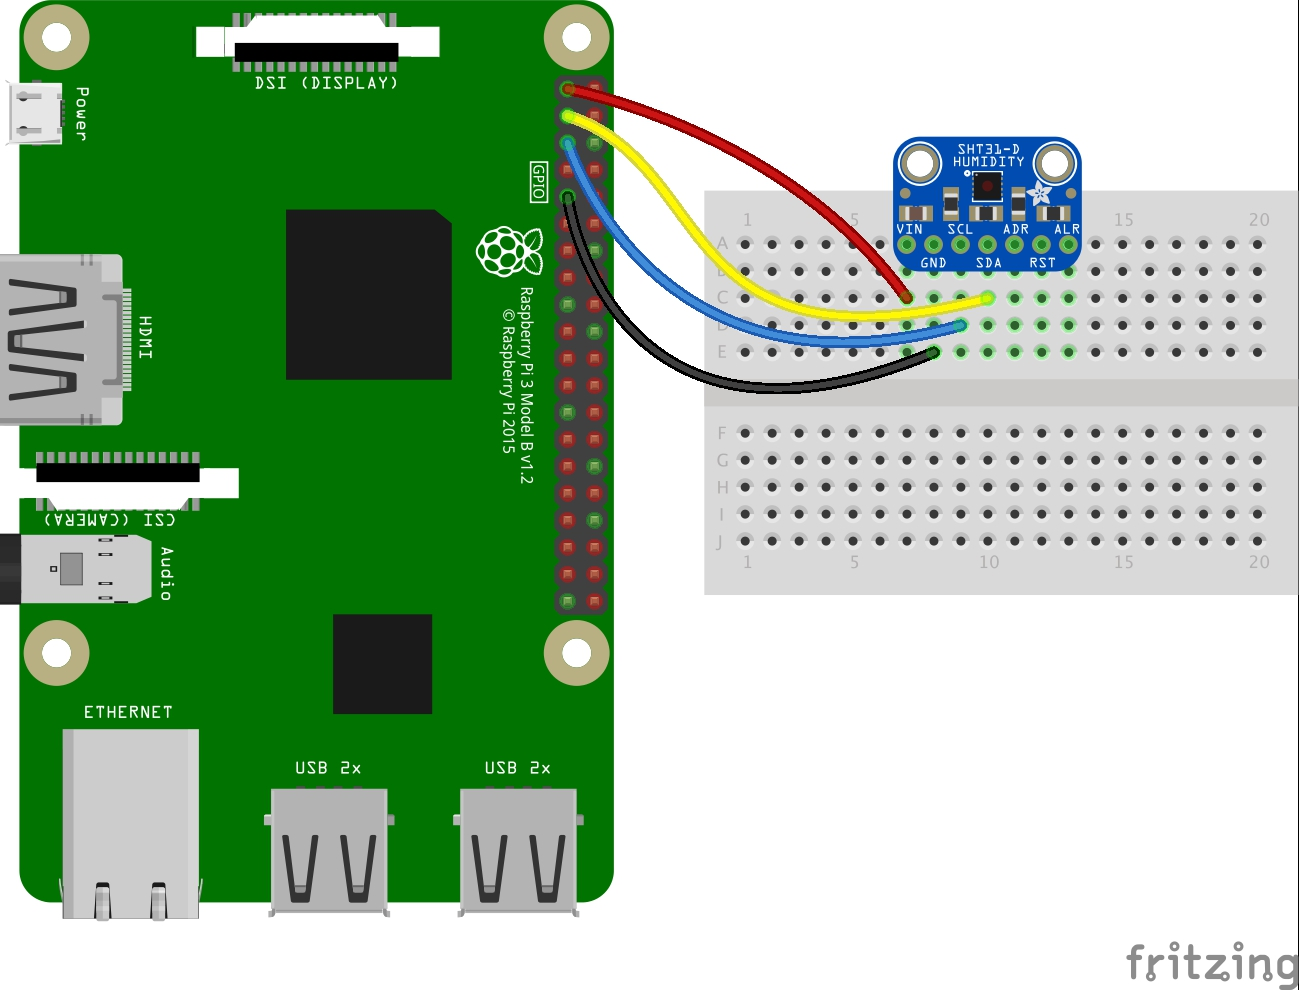 DSI (DISPLAY)
Power
GPIO
HDMI
Raspberry Pi 3 Model B v1.2
© Raspberry Pi 2015
CSI (CAMERA)
Audio
ETHERNET
USB 2x
USB 2x
SHT31-D
HUMIDITY
VIN SCL ADR ALR
GND SDA RST
1 5 15 20
A
B
C
D
E
F
G
H
I
J
1 5 10 15 20
fritzing